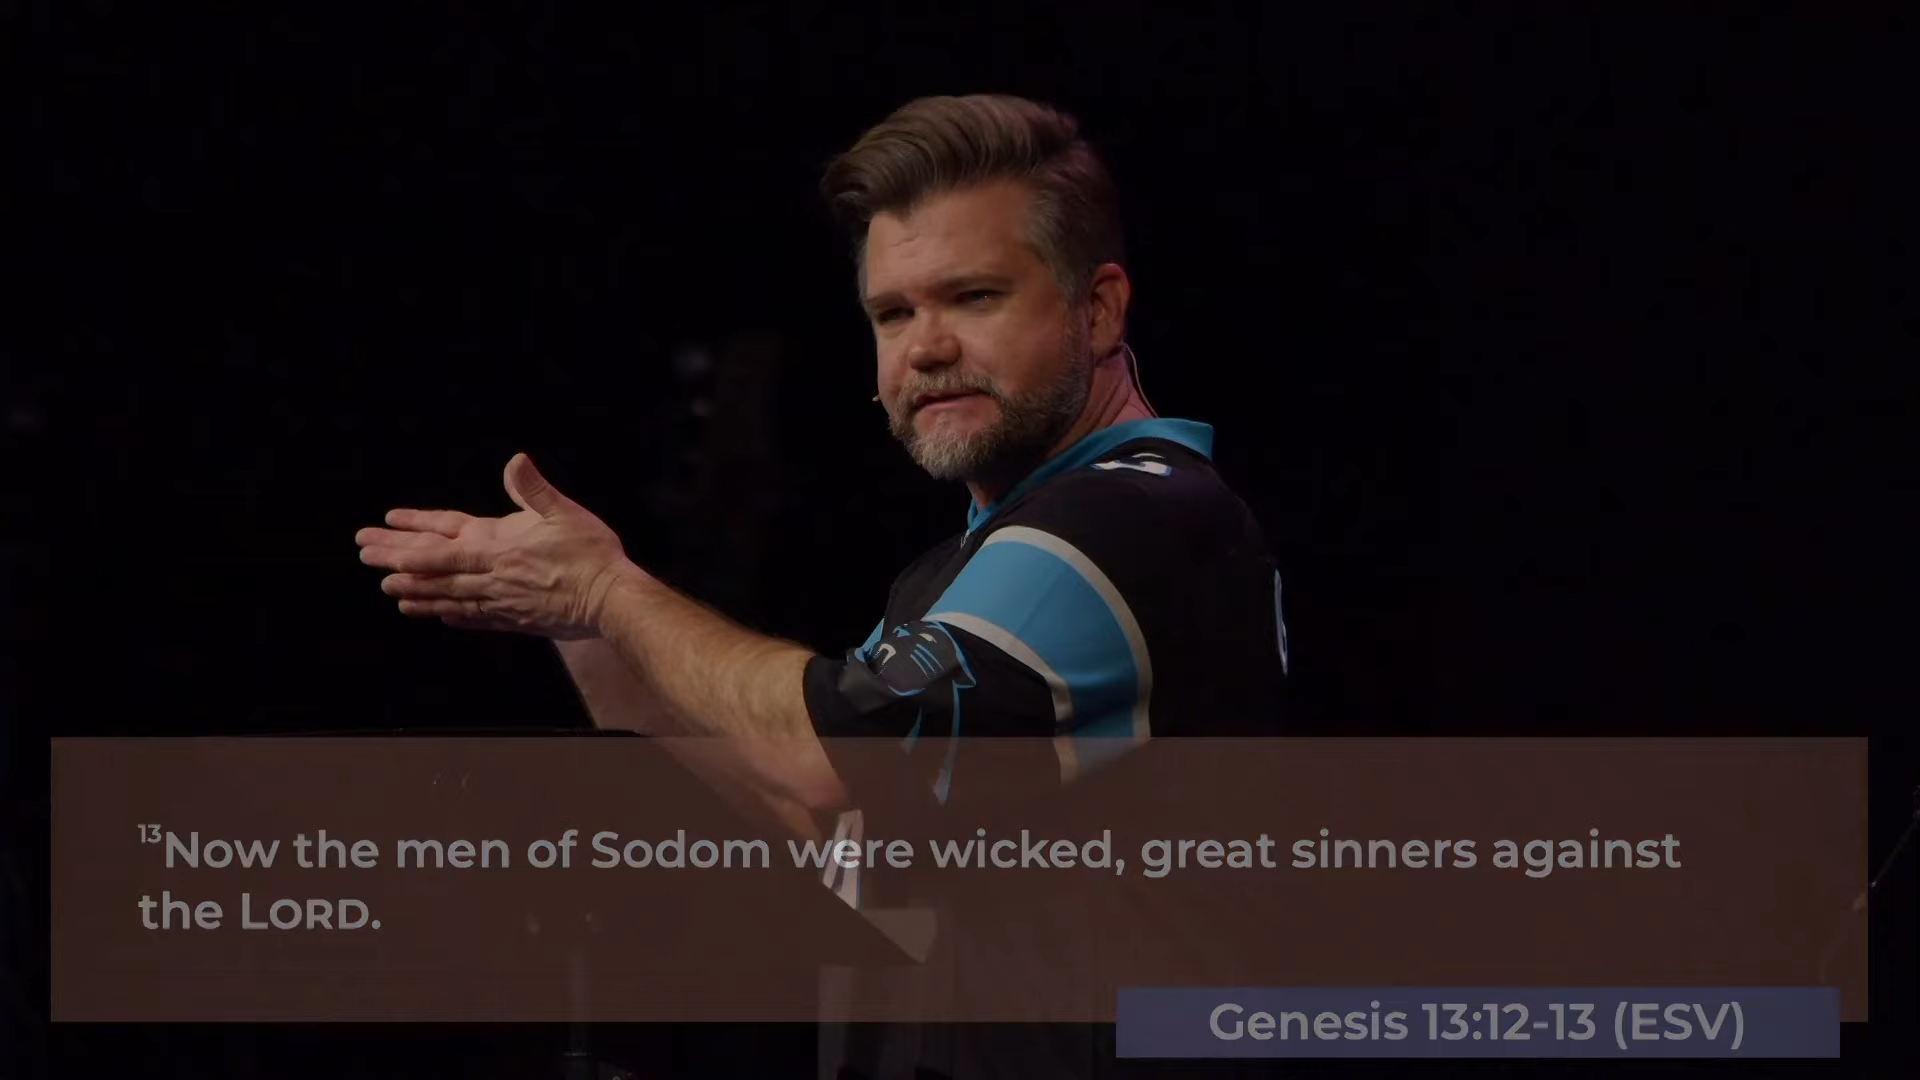 ¹³Now the men of Sodom were wicked, great sinners against
the LORD.
Genesis 13:12-13 (ESV)